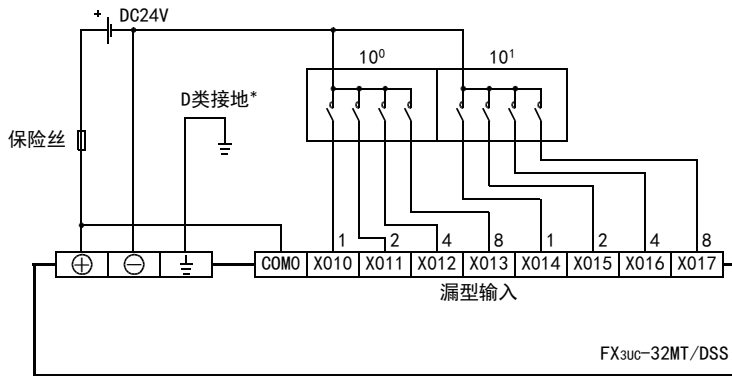 + DC24V
10⁰ 10¹
D类接地*
保险丝
1 2 4 8 1 2 4 8
COM0 X010 X011 X012 X013 X014 X015 X016 X017
漏型输入
FX3UC-32MT/DSS